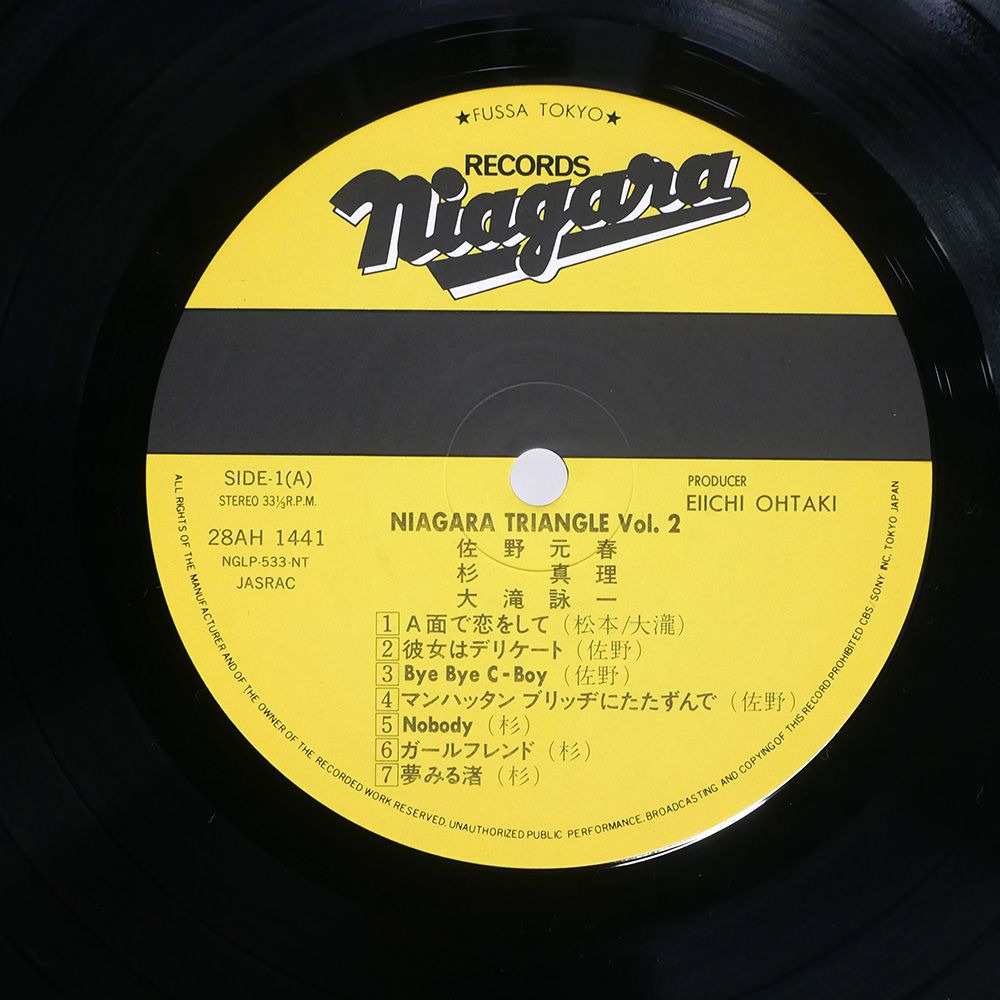 ★FUSSA TOKYO★
RECORDS
Niagara
SIDE-1(A)
STEREO 33⅓R.P.M.
28AH 1441
NGLP-533-NT
JASRAC
PRODUCER
EIICHI OHTAKI
NIAGARA TRIANGLE Vol. 2
佐野元春
杉真理
大滝詠一
1 A面で恋をして(松本/大瀧)
2 彼女はデリケート(佐野)
3 Bye Bye C-Boy(佐野)
4 マンハッタン ブリッヂにたたずんで(佐野)
5 Nobody(杉)
6 ガールフレンド(杉)
7 夢みる渚(杉)
ALL RIGHTS OF THE MANUFACTURER AND OF THE OWNER OF THE RECORDED WORK RESERVED. UNAUTHORIZED PUBLIC PERFORMANCE, BROADCASTING AND COPYING OF THIS RECORD PROHIBITED CBS/SONY INC. TOKYO JAPAN